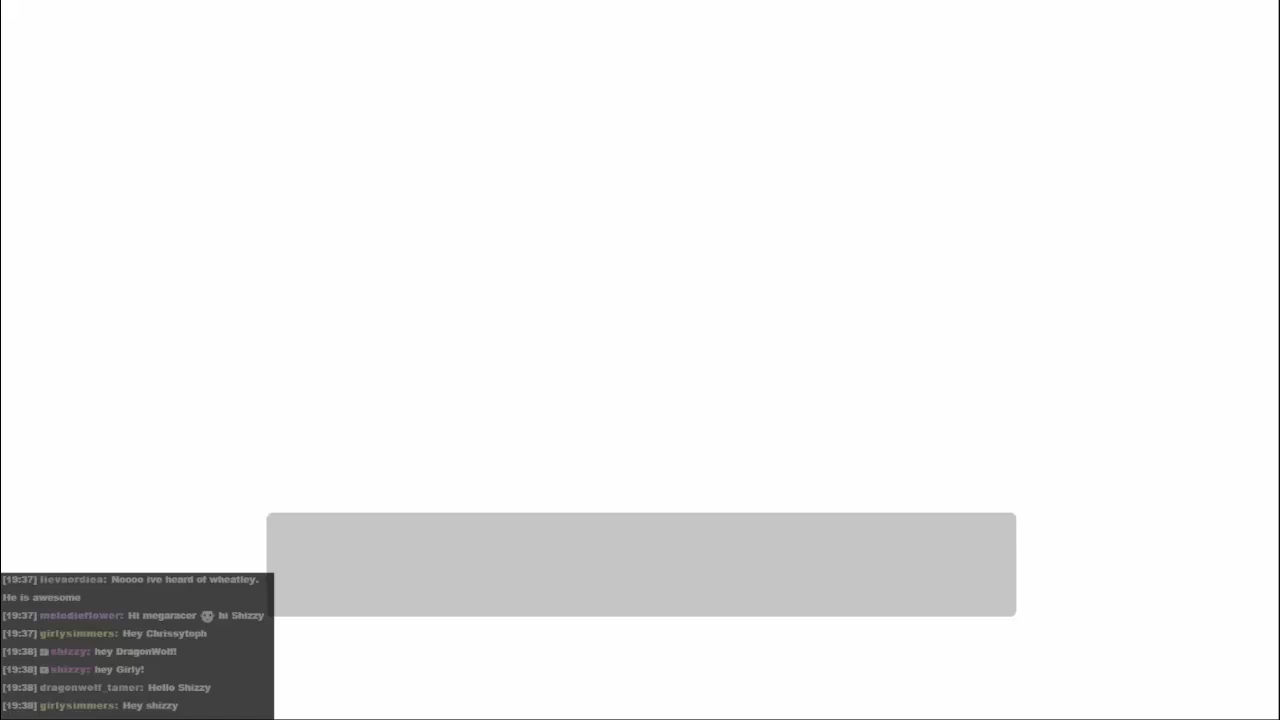 [19:37] lievaordiea: Noooo ive heard of wheatley.
He is awesome
[19:37] melodieflower: Hi megaracer hi Shizzy
[19:37] girlysimmers: Hey Chrissytoph
[19:38] shizzy: hey DragonWolf!
[19:38] shizzy: hey Girly!
[19:38] dragonwolf_tamer: Hello Shizzy
[19:38] girlysimmers: Hey shizzy